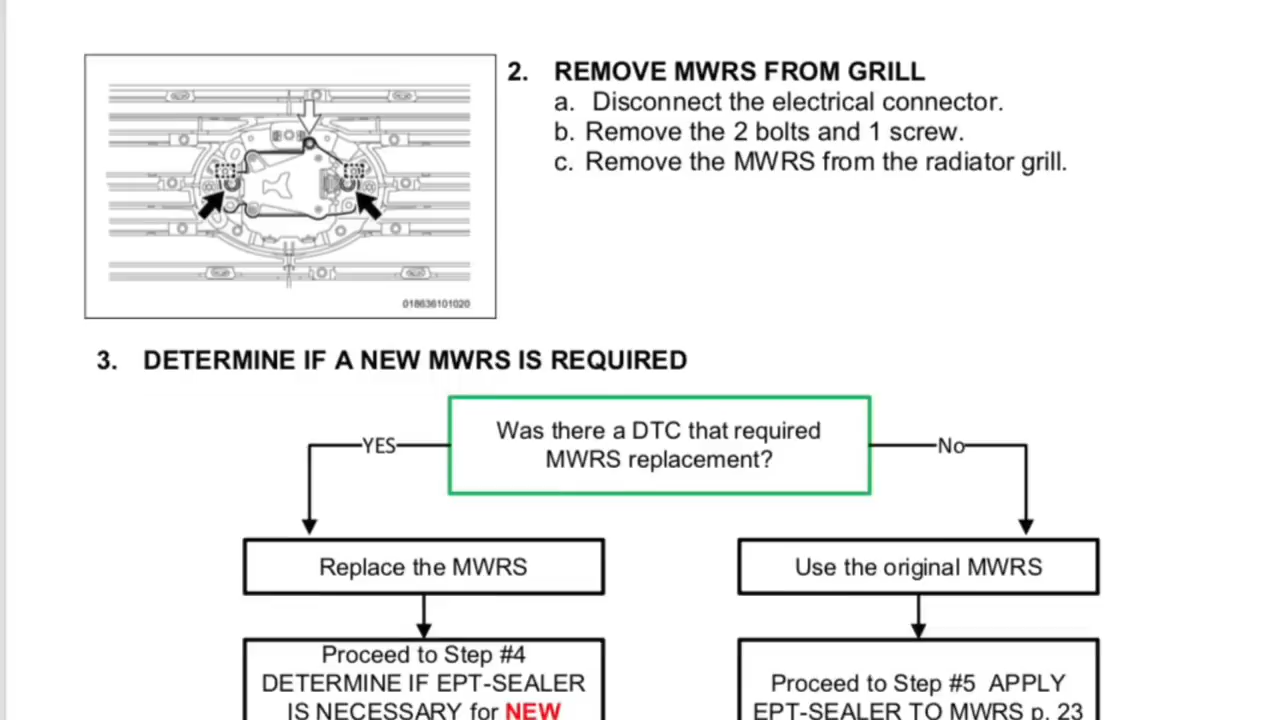 2. REMOVE MWRS FROM GRILL
a. Disconnect the electrical connector.
b. Remove the 2 bolts and 1 screw.
c. Remove the MWRS from the radiator grill.
018636101020
3. DETERMINE IF A NEW MWRS IS REQUIRED
Was there a DTC that required
MWRS replacement?
YES
No
Replace the MWRS
Use the original MWRS
Proceed to Step #4
DETERMINE IF EPT-SEALER
IS NECESSARY for NEW
Proceed to Step #5 APPLY
EPT-SEALER TO MWRS p. 23